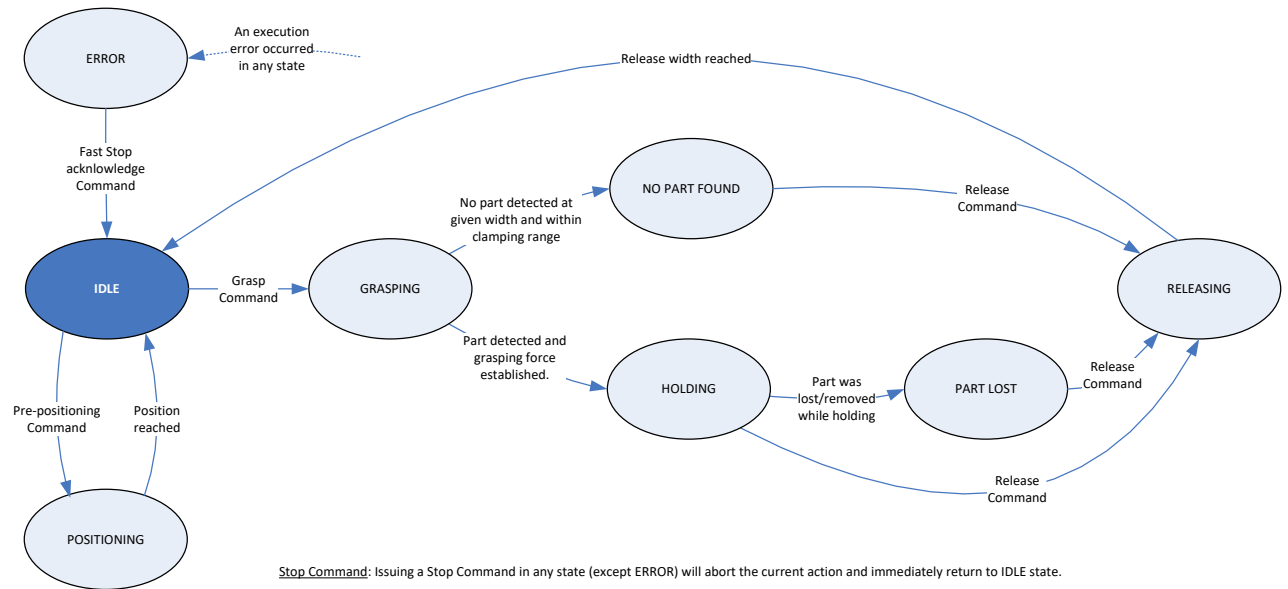 An execution
error occurred
in any state
ERROR
Release width reached
Fast Stop
acknlowledge
Command
NO PART FOUND
No part detected at
given width and within
clamping range
Release
Command
IDLE
Grasp
Command
GRASPING
RELEASING
Part detected and
grasping force
established.
HOLDING
Part was
lost/removed
while holding
PART LOST
Release
Command
Pre-positioning
Command
Position
reached
Release
Command
POSITIONING
Stop Command: Issuing a Stop Command in any state (except ERROR) will abort the current action and immediately return to IDLE state.